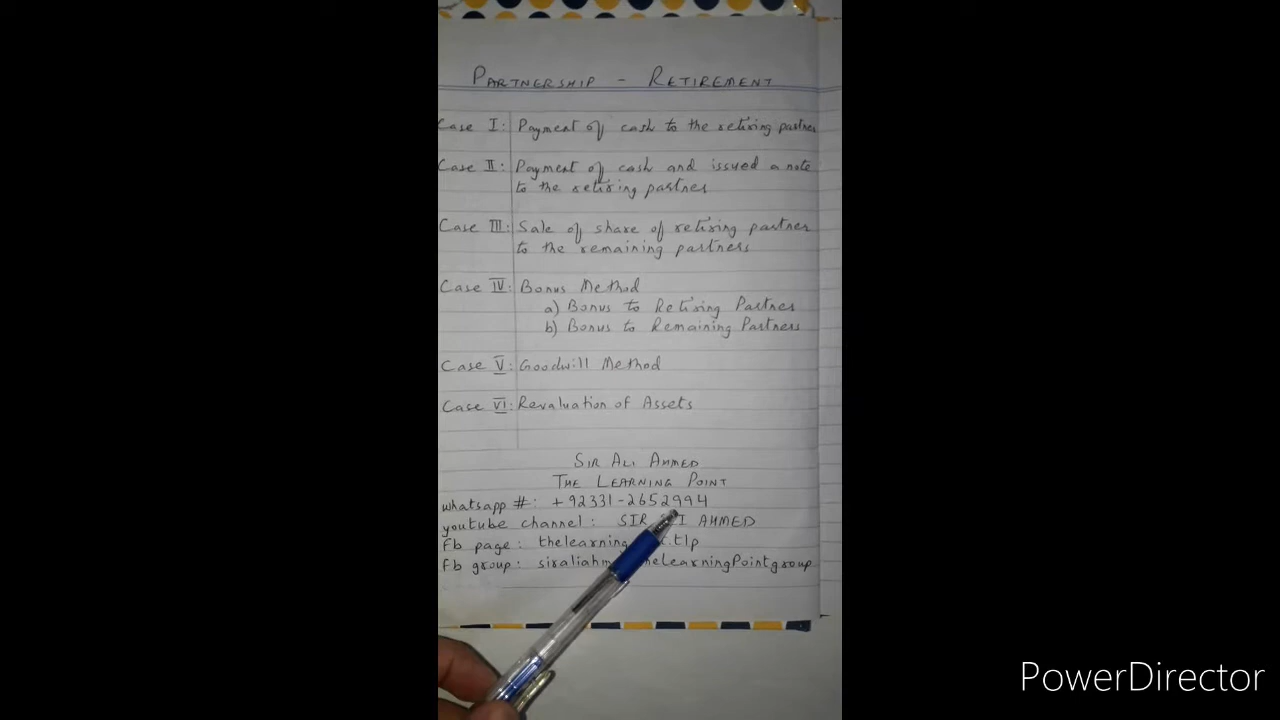 PARTNERSHIP - RETIREMENT
Case I: Payment of cash to the retiring partner
Case II: Payment of cash and issued a note
to the retiring partner
Case III: Sale of share of retiring partner
to the remaining partners
Case IV: Bonus Method
a) Bonus to Retiring Partner
b) Bonus to Remaining Partners
Case V: Goodwill Method
Case VI: Revaluation of Assets
SIR ALI AHMED
THE LEARNING POINT
whatsapp #: +92331-2652994
youtube channel: SIR ALI AHMED
Fb page: thelearning .tlp
Fb group: siraliahm heLearningPointgroup
PowerDirector